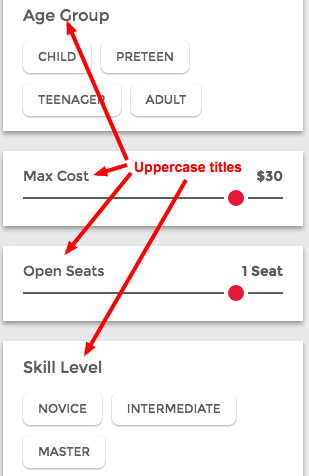 Age Group
CHILD PRETEEN
TEENAGER ADULT
Uppercase titles
Max Cost $30
Open Seats 1 Seat
Skill Level
NOVICE INTERMEDIATE
MASTER